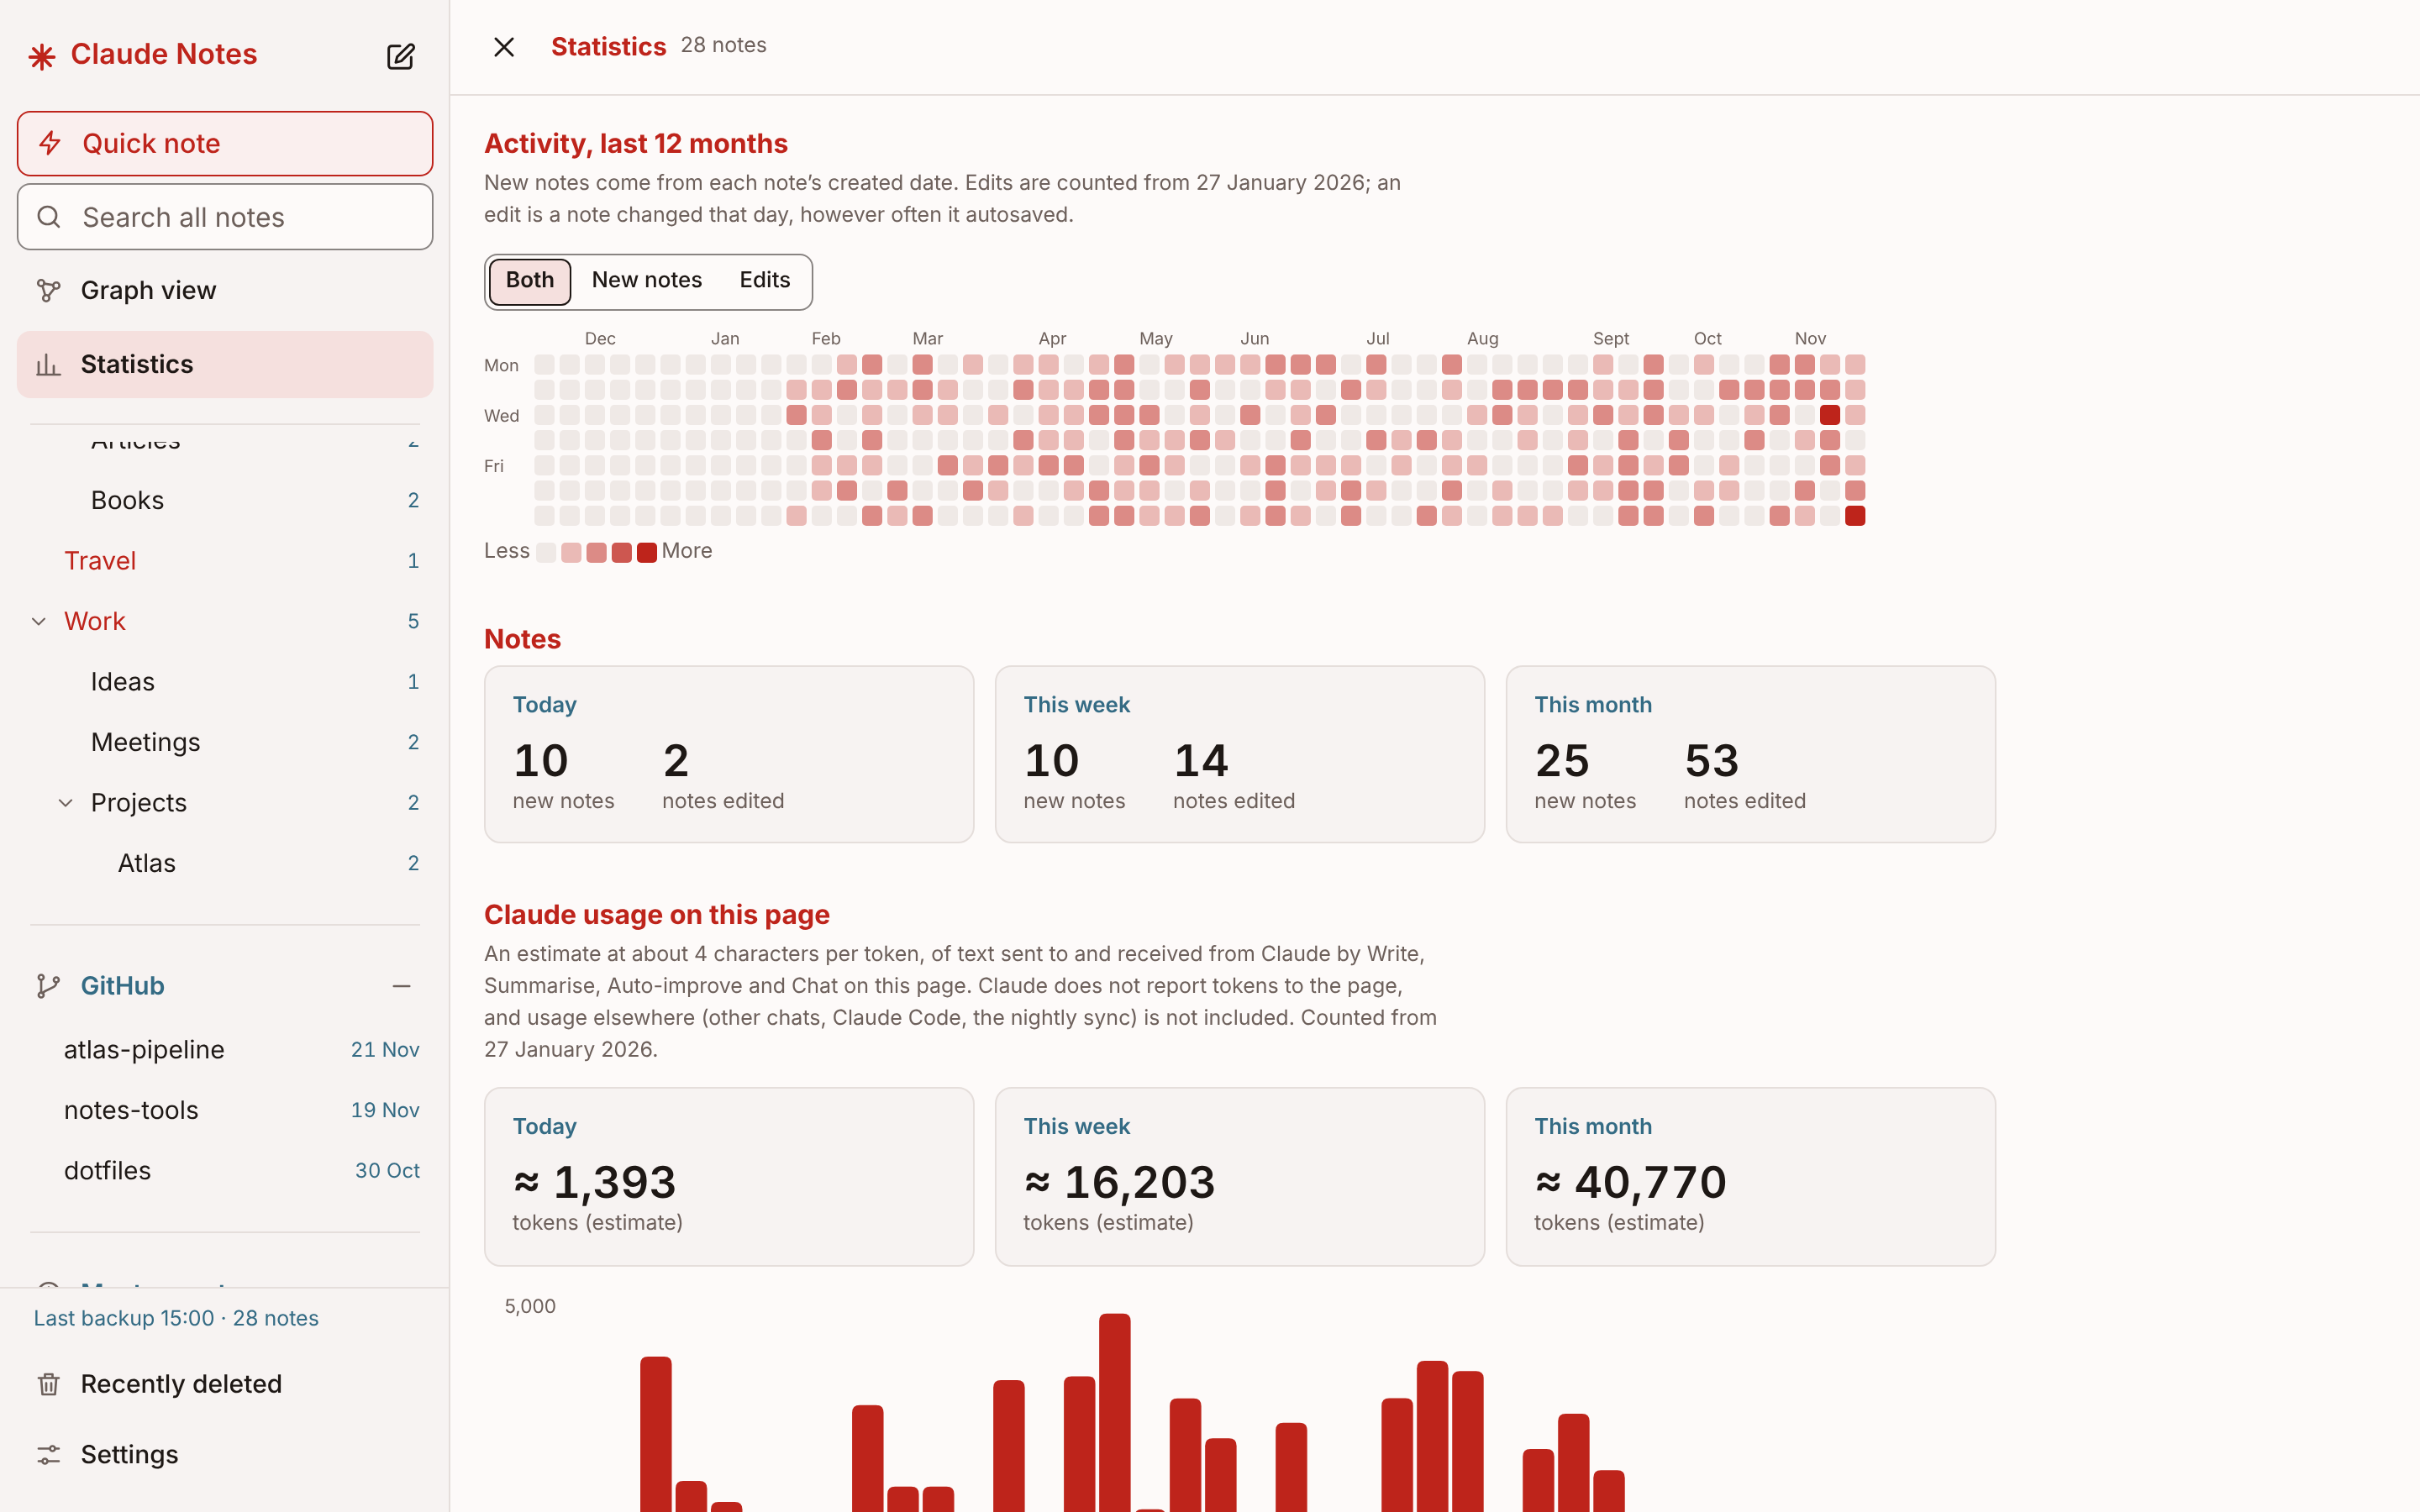 Claude Notes
Quick note
Search all notes
Graph view
Statistics
Articles 2
Books 2
Travel 1
Work 5
Ideas 1
Meetings 2
Projects 2
Atlas 2
GitHub
atlas-pipeline 21 Nov
notes-tools 19 Nov
dotfiles 30 Oct
Last backup 15:00 · 28 notes
Recently deleted
Settings
Statistics 28 notes
Activity, last 12 months
New notes come from each note’s created date. Edits are counted from 27 January 2026; an
edit is a note changed that day, however often it autosaved.
Both New notes Edits
Dec Jan Feb Mar Apr May Jun Jul Aug Sept Oct Nov
Mon
Wed
Fri
Less More
Notes
Today
10 2
new notes notes edited
This week
10 14
new notes notes edited
This month
25 53
new notes notes edited
Claude usage on this page
An estimate at about 4 characters per token, of text sent to and received from Claude by Write,
Summarise, Auto-improve and Chat on this page. Claude does not report tokens to the page,
and usage elsewhere (other chats, Claude Code, the nightly sync) is not included. Counted from
27 January 2026.
Today
≈ 1,393
tokens (estimate)
This week
≈ 16,203
tokens (estimate)
This month
≈ 40,770
tokens (estimate)
5,000